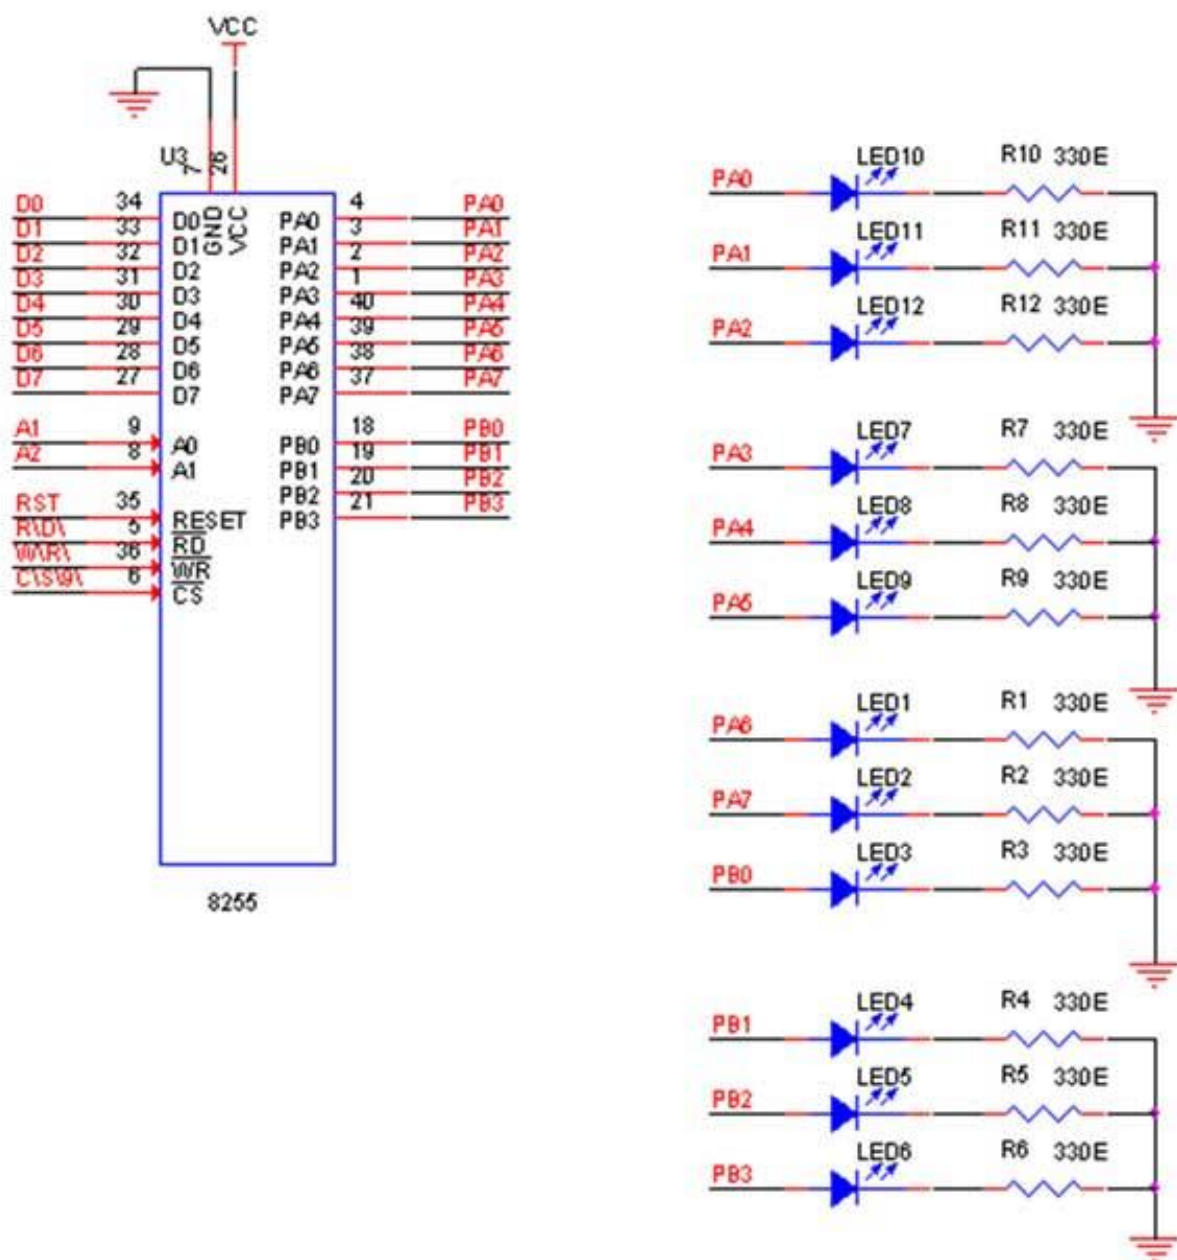 VCC
U3
7
26
GND
VCC
D0 34 D0 PA0 4 PA0
D1 33 D1 PA1 3 PA1
D2 32 D2 PA2 2 PA2
D3 31 D3 PA3 1 PA3
D4 30 D4 PA4 40 PA4
D5 29 D5 PA5 39 PA5
D6 28 D6 PA6 38 PA6
D7 27 D7 PA7 37 PA7
A1 9 A0 PB0 18 PB0
A2 8 A1 PB1 19 PB1
PB2 20 PB2
RST 35 RESET PB3 21 PB3
R\D\ 5 RD
W\R\ 36 WR
C\S\9\ 6 CS
8255
PA0 LED10 R10 330E
PA1 LED11 R11 330E
PA2 LED12 R12 330E
PA3 LED7 R7 330E
PA4 LED8 R8 330E
PA5 LED9 R9 330E
PA6 LED1 R1 330E
PA7 LED2 R2 330E
PB0 LED3 R3 330E
PB1 LED4 R4 330E
PB2 LED5 R5 330E
PB3 LED6 R6 330E